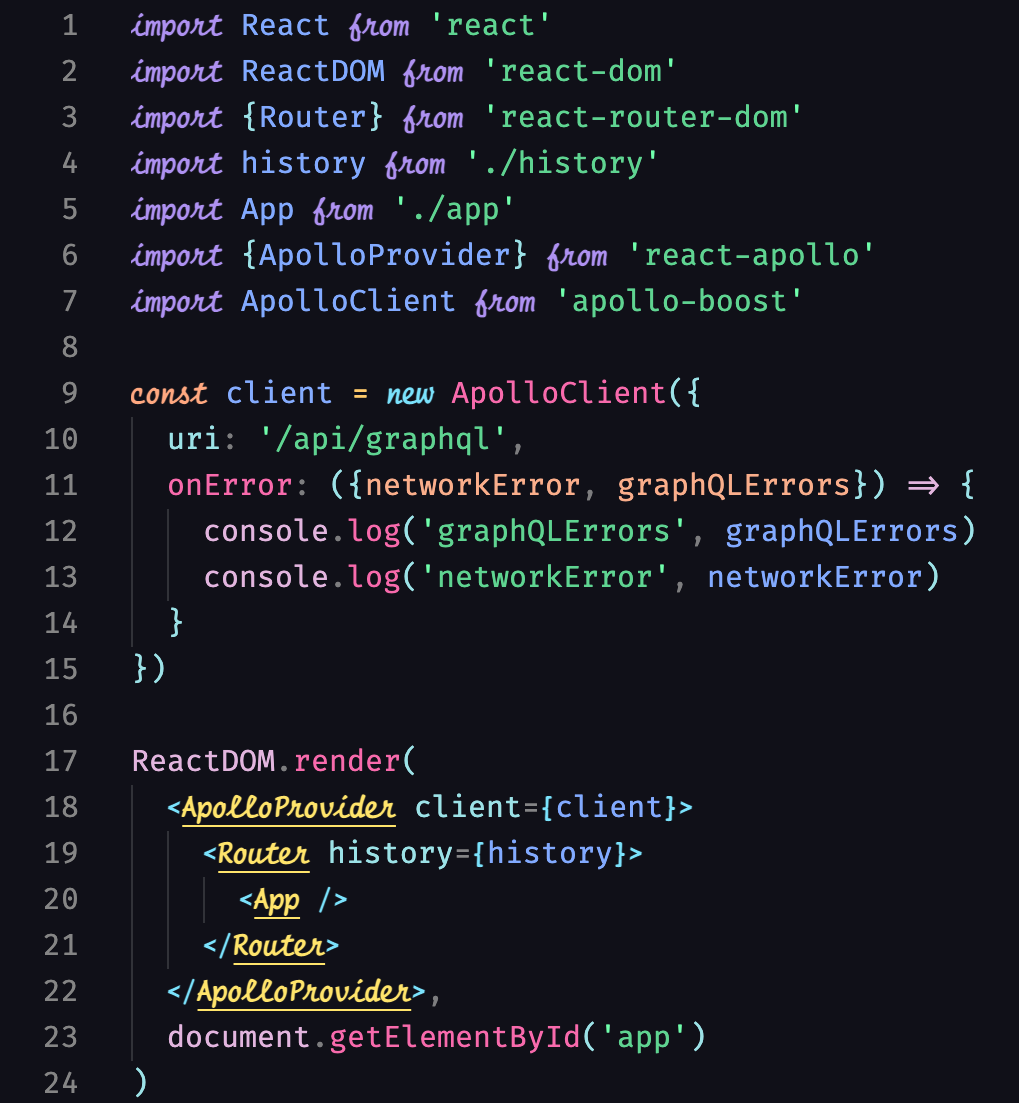 1 import React from 'react'
2 import ReactDOM from 'react-dom'
3 import {Router} from 'react-router-dom'
4 import history from './history'
5 import App from './app'
6 import {ApolloProvider} from 'react-apollo'
7 import ApolloClient from 'apollo-boost'
8
9 const client = new ApolloClient({
10   uri: '/api/graphql',
11   onError: ({networkError, graphQLErrors}) => {
12     console.log('graphQLErrors', graphQLErrors)
13     console.log('networkError', networkError)
14   }
15 })
16
17 ReactDOM.render(
18   <ApolloProvider client={client}>
19     <Router history={history}>
20       <App />
21     </Router>
22   </ApolloProvider>,
23   document.getElementById('app')
24 )